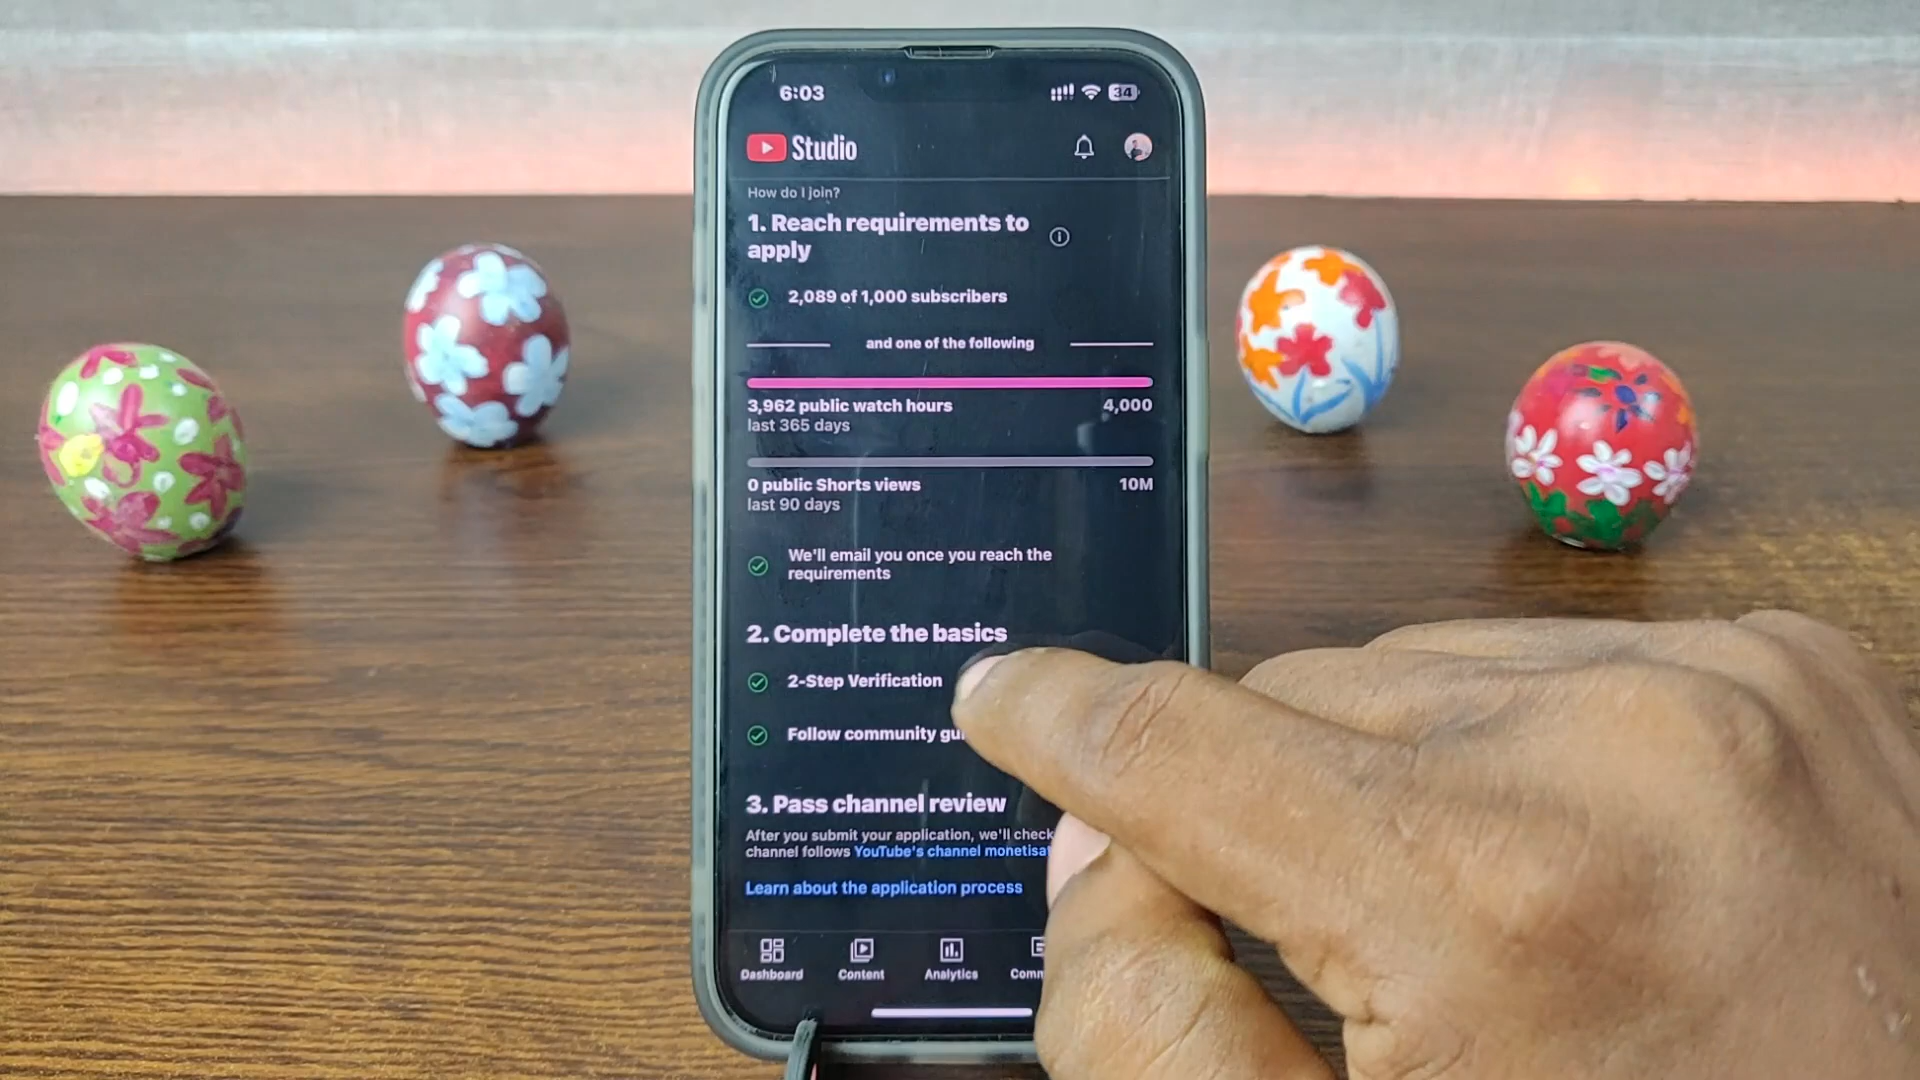 6:03
34
Studio
How do I join?
1. Reach requirements to
apply
2,089 of 1,000 subscribers
and one of the following
3,962 public watch hours 4,000
last 365 days
0 public Shorts views 10M
last 90 days
We'll email you once you reach the
requirements
2. Complete the basics
2-Step Verification
Follow community
3. Pass channel review
After you submit your application, we'll check
channel follows YouTube's channel
Learn about the application process
Dashboard Content Analytics